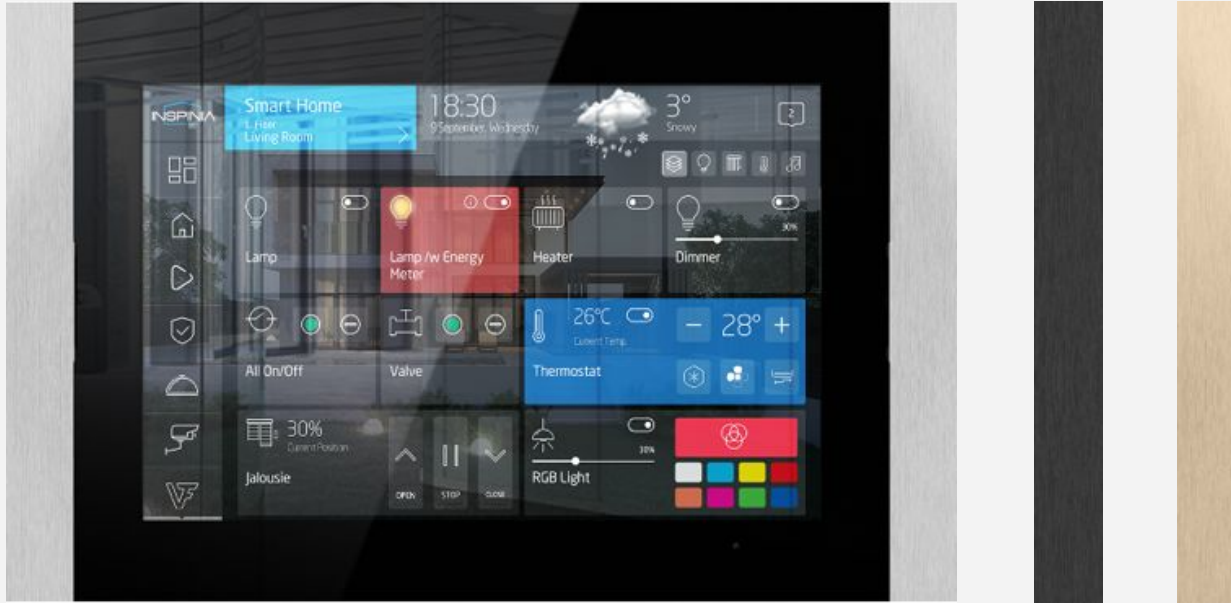 INSPINIA
Smart Home
1. Floor
Living Room
18:30
9 September, Wednesday
3°
Snowy
2
Lamp
Lamp /w Energy
Meter
Heater
30%
Dimmer
All On/Off
Valve
26°C
Current Temp.
Thermostat
28°
30%
Current Position
Jalousie
OPEN
STOP
CLOSE
30%
RGB Light